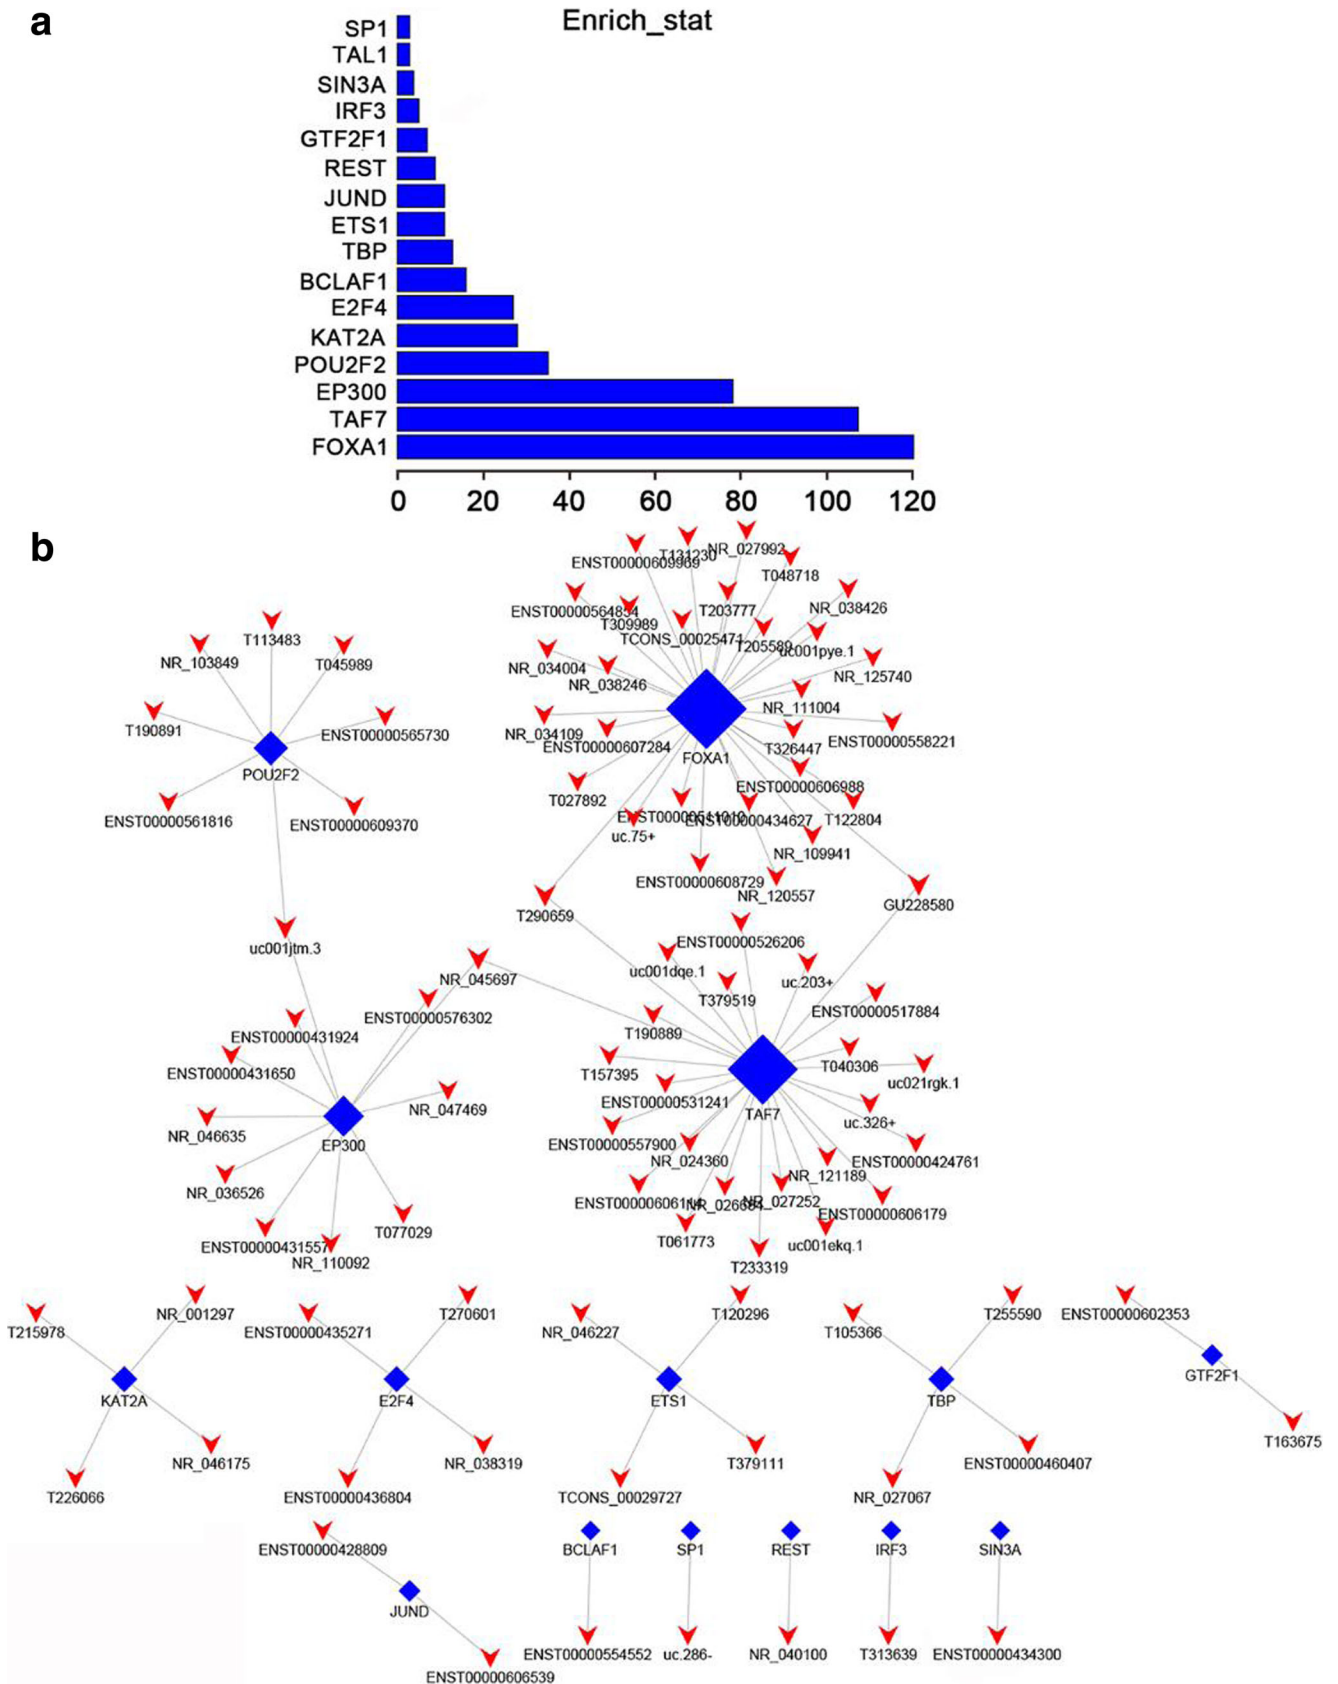 a
Enrich_stat
SP1
TAL1
SIN3A
IRF3
GTF2F1
REST
JUND
ETS1
TBP
BCLAF1
E2F4
KAT2A
POU2F2
EP300
TAF7
FOXA1
0 20 40 60 80 100 120
b
NR_027992
T131230
ENST00000609969
T048718
ENST00000564834
T203777
NR_038426
T309989
TCONS_00025471
T205589
uc001pye.1
T113483
NR_103849
T045989
NR_034004
NR_038246
NR_125740
NR_111004
T190891
ENST00000565730
NR_034109
ENST00000607284
T326447
ENST00000558221
FOXA1
POU2F2
ENST00000606988
T027892
ENST00000561816
ENST00000609370
uc.75+
ENST00000434627
T122804
NR_109941
ENST00000608729
NR_120557
T290659
GU228580
uc001jtm.3
ENST00000526206
uc001dqe.1
NR_045697
uc.203+
T379519
ENST00000576302
ENST00000517884
ENST00000431924
T190889
ENST00000431650
T157395
T040306
uc021rgk.1
NR_047469
ENST00000531241
TAF7
uc.326+
NR_046635
EP300
ENST00000557900
NR_024360
ENST00000424761
NR_121189
NR_036526
NR_027252
ENST00000606179
T077029
T061773
ENST00000431557
uc001ekq.1
NR_110092
T233319
T215978
NR_001297
ENST00000435271
T270601
NR_046227
T120296
T105366
T255590
ENST00000602353
KAT2A
E2F4
ETS1
TBP
GTF2F1
T163675
NR_046175
NR_038319
T379111
ENST00000460407
T226066
ENST00000436804
TCONS_00029727
NR_027067
ENST00000428809
BCLAF1
SP1
REST
IRF3
SIN3A
JUND
ENST00000554552
uc.286-
NR_040100
T313639
ENST00000434300
ENST00000606539